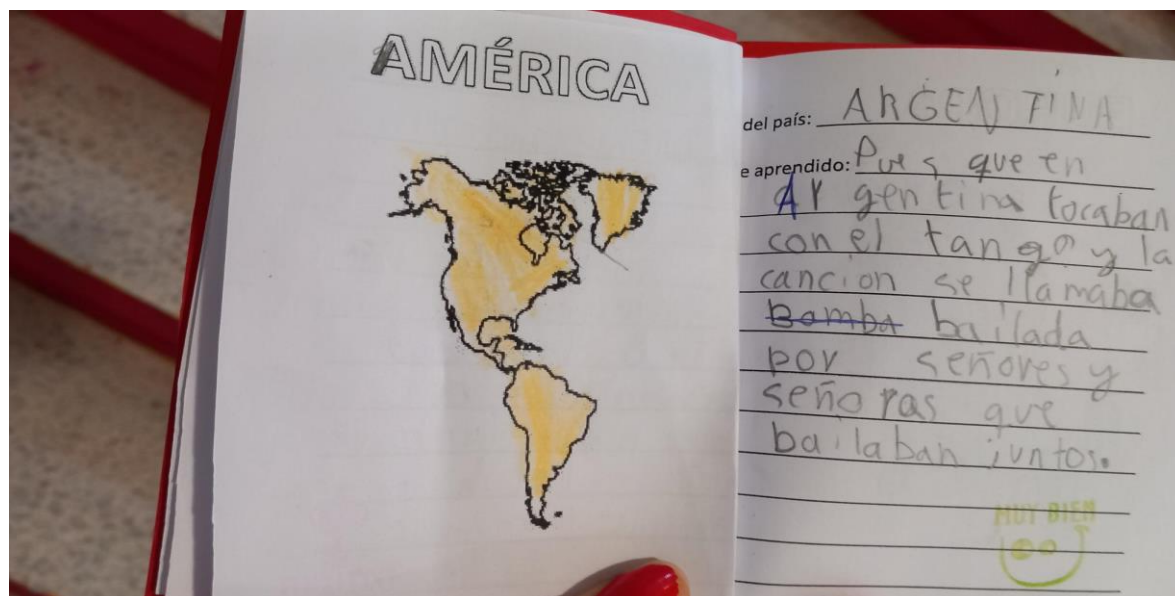 AMÉRICA
del país: ARGENTINA
e aprendido: Pues que en
Argentina tocaban
con el tango y la
cancion se llamaba
bamba bailada
por señores y
señoras que
bailaban juntos.
MUY BIEN